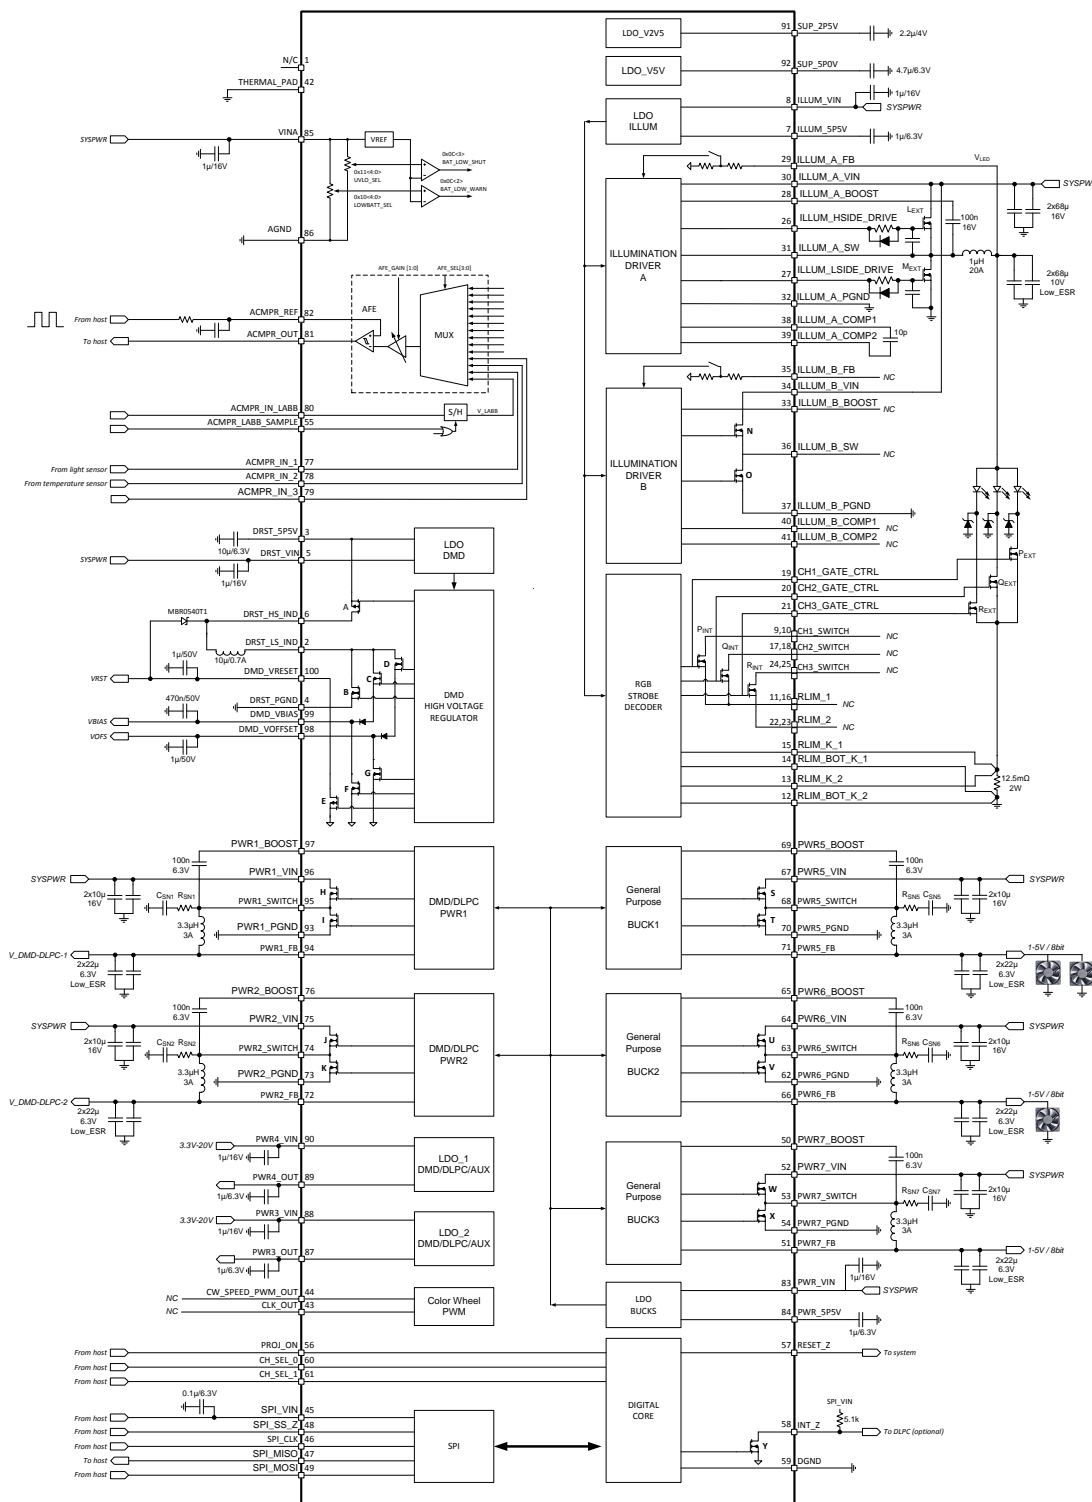 N/C 1
THERMAL_PAD 42
SYSPWR
VINA 85
1µ/16V
VREF
0x0C<3>
BAT_LOW_SHUT
0x11<4:0>
UVLO_SEL
0x0C<2>
BAT_LOW_WARN
0x10<4:0>
LOWBATT_SEL
AGND 86
AFE_GAIN [1:0]
AFE_SEL[3:0]
AFE
MUX
From host
ACMPR_REF 82
To host
ACMPR_OUT 81
ACMPR_IN_LABB 80
S/H
V_LABB
ACMPR_LABB_SAMPLE 55
From light sensor
ACMPR_IN_1 77
From temperature sensor
ACMPR_IN_2 78
ACMPR_IN_3 79
DRST_5P5V 3
10µ/6.3V
LDO
DMD
SYSPWR
DRST_VIN 5
1µ/16V
MBR0540T1
DRST_HS_IND 6
A
DRST_LS_IND 2
10µ/0.7A
1µ/50V
VRST
DMD_VRESET 100
470n/50V
DRST_PGND 4
VBIAS
DMD_VBIAS 99
VOFS
DMD_VOFFSET 98
1µ/50V
B
C
D
E
F
G
DMD
HIGH VOLTAGE
REGULATOR
PWR1_BOOST 97
100n
6.3V
SYSPWR
PWR1_VIN 96
2x10µ
16V
CSN1 RSN1
PWR1_SWITCH 95
H
I
3.3µH
3A
PWR1_PGND 93
V_DMD-DLPC-1
PWR1_FB 94
2x22µ
6.3V
Low_ESR
DMD/DLPC
PWR1
PWR2_BOOST 76
100n
6.3V
SYSPWR
PWR2_VIN 75
2x10µ
16V
CSN2 RSN2
PWR2_SWITCH 74
J
K
3.3µH
3A
PWR2_PGND 73
V_DMD-DLPC-2
PWR2_FB 72
2x22µ
6.3V
Low_ESR
DMD/DLPC
PWR2
3.3V-20V
PWR4_VIN 90
1µ/16V
PWR4_OUT 89
1µ/6.3V
LDO_1
DMD/DLPC/AUX
3.3V-20V
PWR3_VIN 88
1µ/16V
PWR3_OUT 87
1µ/6.3V
LDO_2
DMD/DLPC/AUX
NC
CW_SPEED_PWM_OUT 44
NC
CLK_OUT 43
Color Wheel
PWM
From host
PROJ_ON 56
From host
CH_SEL_0 60
From host
CH_SEL_1 61
0.1µ/6.3V
From host
SPI_VIN 45
From host
SPI_SS_Z 48
From host
SPI_CLK 46
To host
SPI_MISO 47
From host
SPI_MOSI 49
SPI
LDO_V2V5
91 SUP_2P5V
2.2µ/4V
LDO_V5V
92 SUP_5P0V
4.7µ/6.3V
1µ/16V
LDO
ILLUM
8 ILLUM_VIN
SYSPWR
7 ILLUM_5P5V
1µ/6.3V
29 ILLUM_A_FB
VLED
30 ILLUM_A_VIN
SYSPWR
28 ILLUM_A_BOOST
2x68µ
16V
LEXT
100n
16V
26 ILLUM_HSIDE_DRIVE
31 ILLUM_A_SW
1µH
20A
27 ILLUM_LSIDE_DRIVE
MEXT
2x68µ
10V
Low_ESR
32 ILLUM_A_PGND
38 ILLUM_A_COMP1
10p
39 ILLUM_A_COMP2
ILLUMINATION
DRIVER
A
35 ILLUM_B_FB
NC
34 ILLUM_B_VIN
33 ILLUM_B_BOOST
NC
N
36 ILLUM_B_SW
NC
O
37 ILLUM_B_PGND
40 ILLUM_B_COMP1
NC
41 ILLUM_B_COMP2
NC
ILLUMINATION
DRIVER
B
19 CH1_GATE_CTRL
PEXT
20 CH2_GATE_CTRL
QEXT
21 CH3_GATE_CTRL
REXT
PINT
9,10 CH1_SWITCH
NC
QINT
17,18 CH2_SWITCH
NC
RINT
24,25 CH3_SWITCH
NC
11,16 RLIM_1
NC
22,23 RLIM_2
NC
15 RLIM_K_1
14 RLIM_BOT_K_1
13 RLIM_K_2
12 RLIM_BOT_K_2
12.5mΩ
2W
RGB
STROBE
DECODER
69 PWR5_BOOST
100n
6.3V
67 PWR5_VIN
SYSPWR
S
68 PWR5_SWITCH
RSN5 CSN5
2x10µ
16V
T
70 PWR5_PGND
3.3µH
3A
71 PWR5_FB
1-5V / 8bit
2x22µ
6.3V
Low_ESR
General
Purpose
BUCK1
65 PWR6_BOOST
100n
6.3V
64 PWR6_VIN
SYSPWR
U
63 PWR6_SWITCH
RSN6 CSN6
2x10µ
16V
V
62 PWR6_PGND
3.3µH
3A
66 PWR6_FB
1-5V / 8bit
2x22µ
6.3V
Low_ESR
General
Purpose
BUCK2
50 PWR7_BOOST
100n
6.3V
52 PWR7_VIN
SYSPWR
W
53 PWR7_SWITCH
RSN7 CSN7
2x10µ
16V
X
54 PWR7_PGND
3.3µH
3A
51 PWR7_FB
1-5V / 8bit
2x22µ
6.3V
Low_ESR
General
Purpose
BUCK3
LDO
BUCKS
83 PWR_VIN
1µ/16V
SYSPWR
84 PWR_5P5V
1µ/6.3V
57 RESET_Z
To system
DIGITAL
CORE
SPI_VIN
5.1k
58 INT_Z
To DLPC (optional)
Y
59 DGND